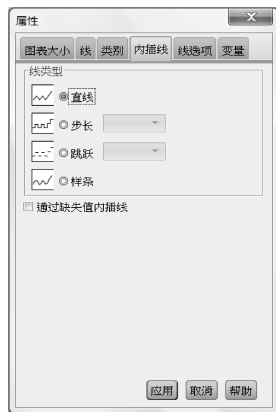 属性
图表大小 线 类别 内插线 线选项 变量
线类型
直线
步长
跳跃
样条
通过缺失值内插线
应用 取消 帮助